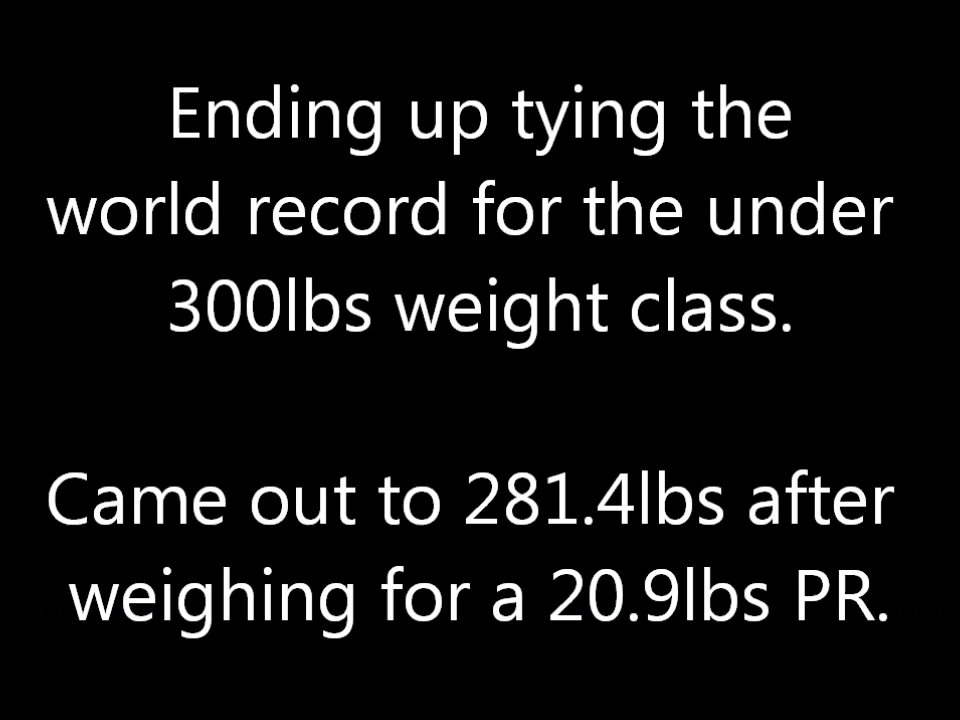 Ending up tying the
world record for the under
300lbs weight class.
Came out to 281.4lbs after
weighing for a 20.9lbs PR.